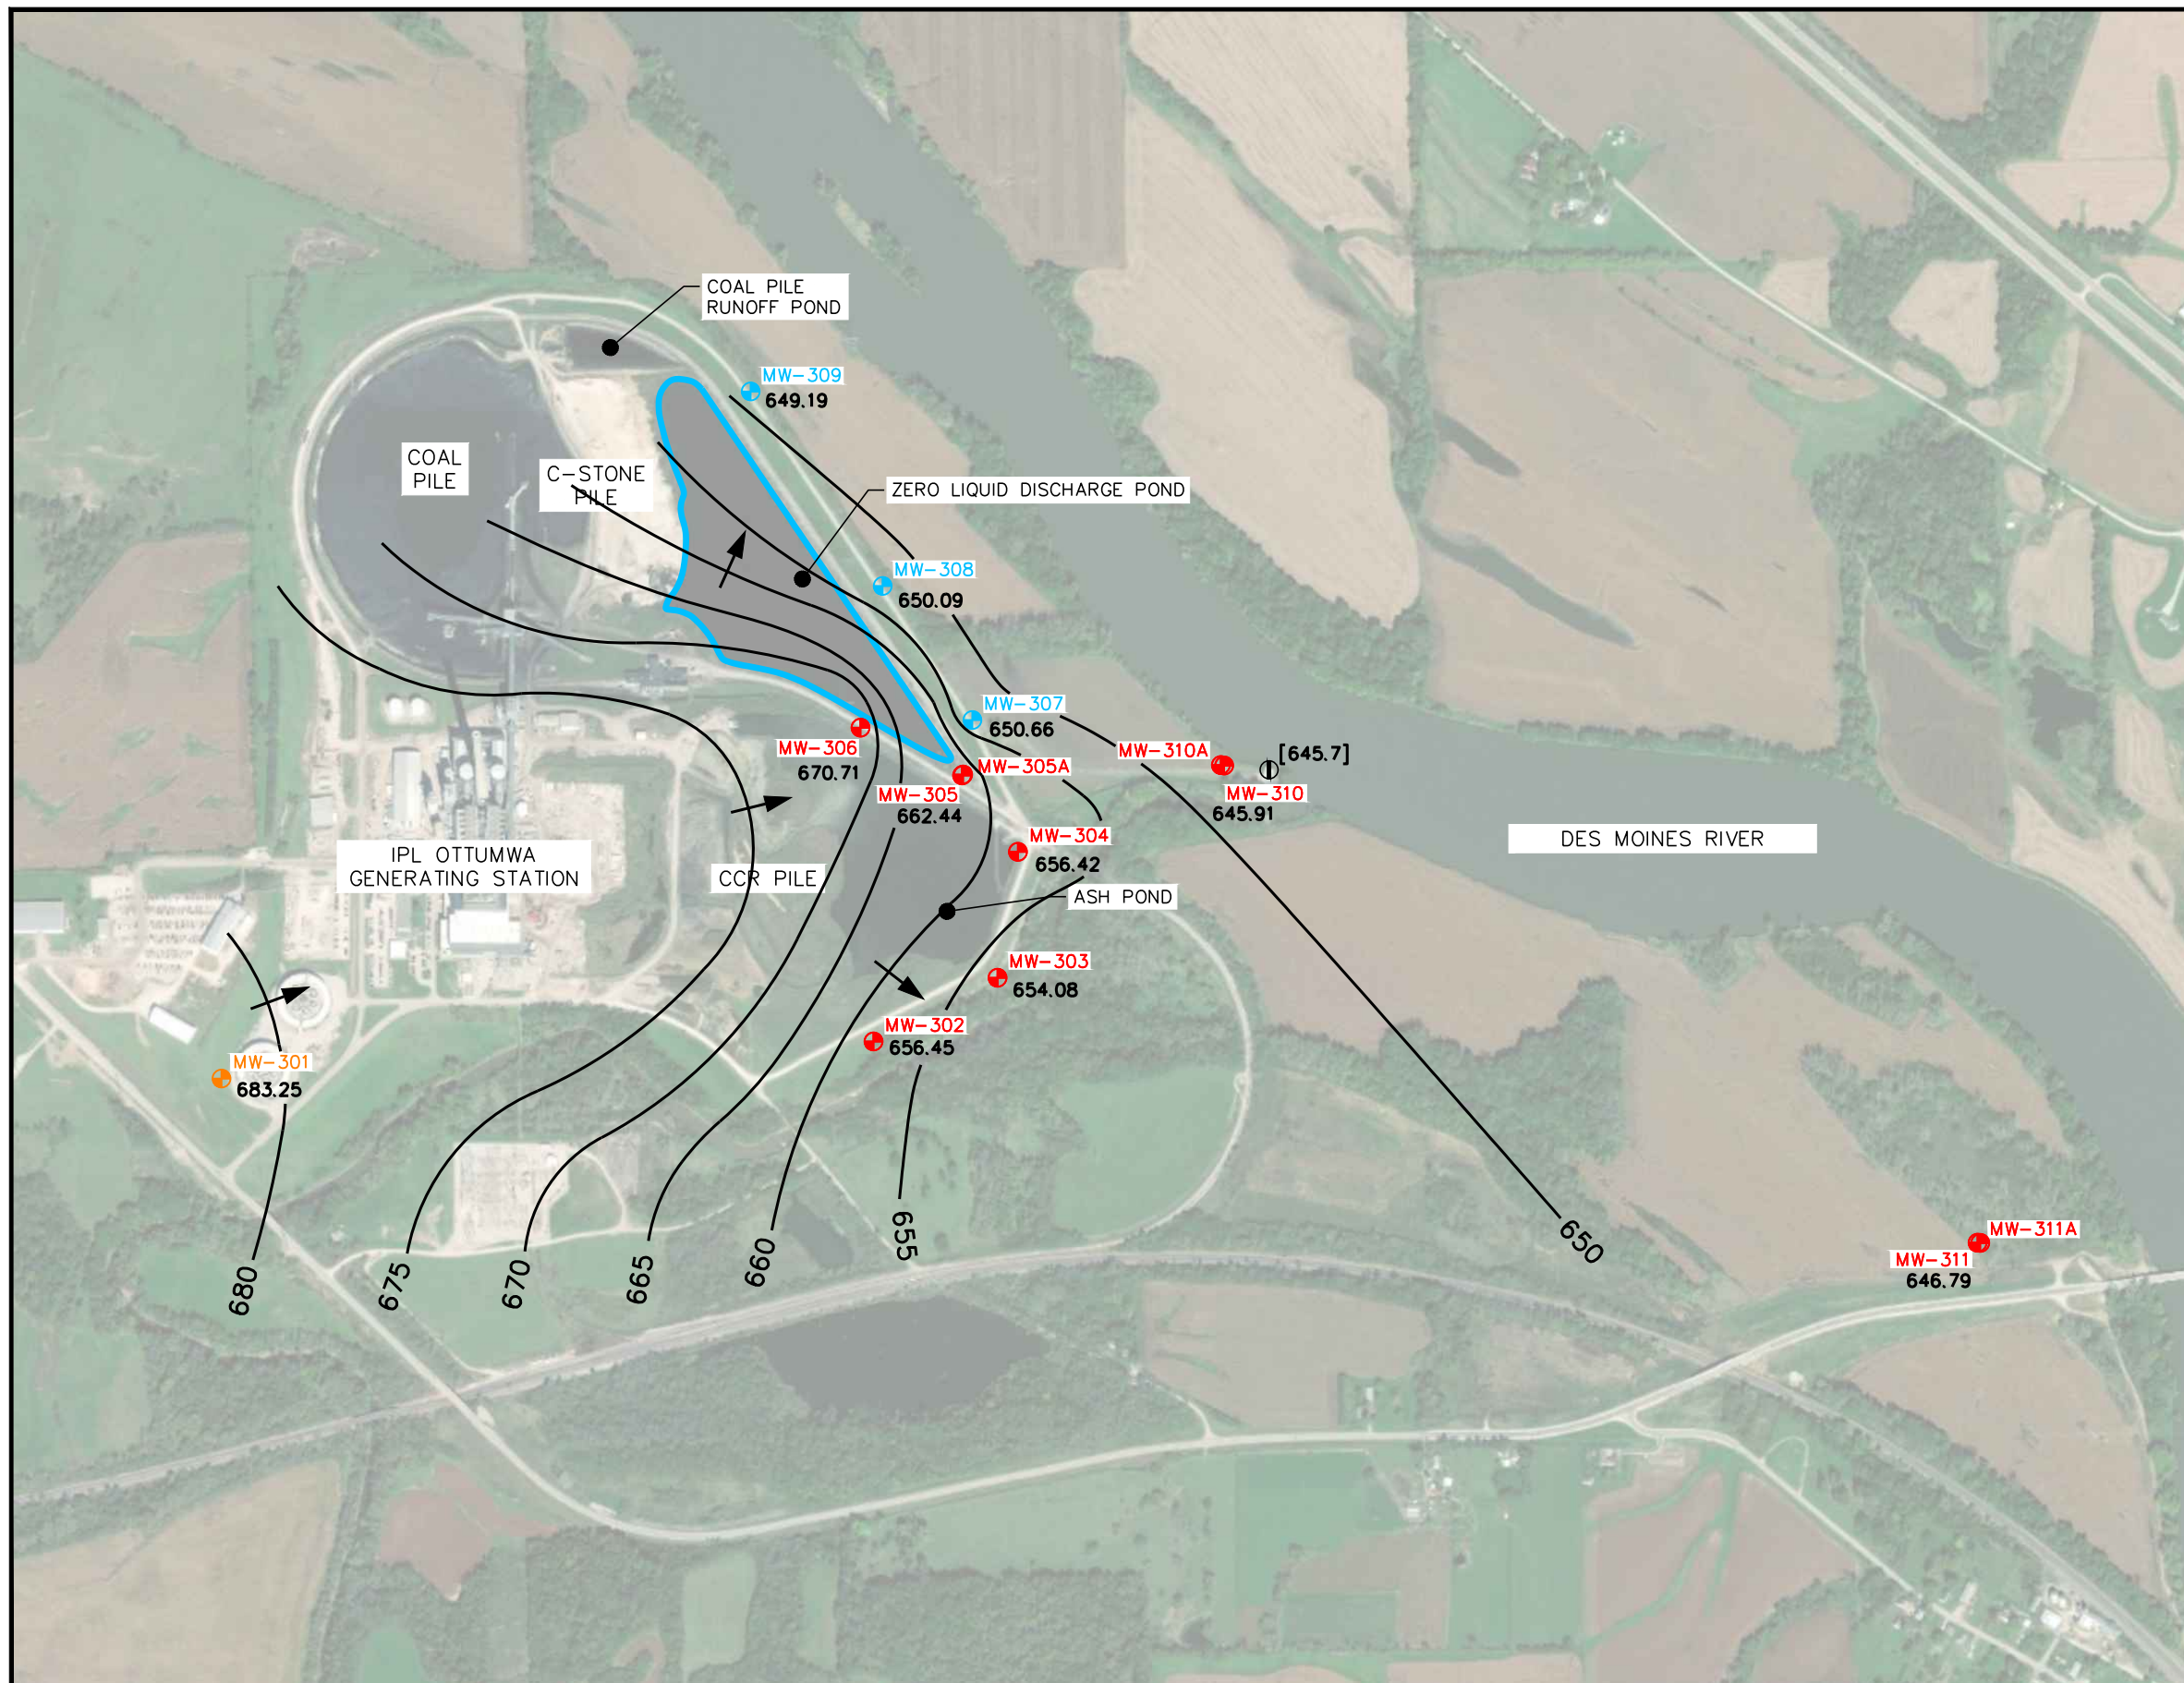 COAL PILE
RUNOFF POND
MW-309
649.19
COAL
PILE
C-STONE
PILE
ZERO LIQUID DISCHARGE POND
MW-308
650.09
MW-307
650.66
MW-306
670.71
MW-305A
MW-305
662.44
MW-310A
[645.7]
MW-310
645.91
MW-304
656.42
DES MOINES RIVER
IPL OTTUMWA
GENERATING STATION
CCR PILE
ASH POND
MW-303
654.08
MW-302
656.45
MW-301
683.25
680
675
670
665
660
655
650
MW-311A
MW-311
646.79